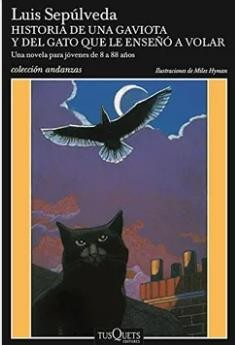 Luis Sepúlveda
HISTORIA DE UNA GAVIOTA
Y DEL GATO QUE LE ENSEÑÓ A VOLAR
Una novela para jóvenes de 8 a 88 años
colección andanzas
Ilustraciones de Miles Hyman
TUSQUETS
EDITORES